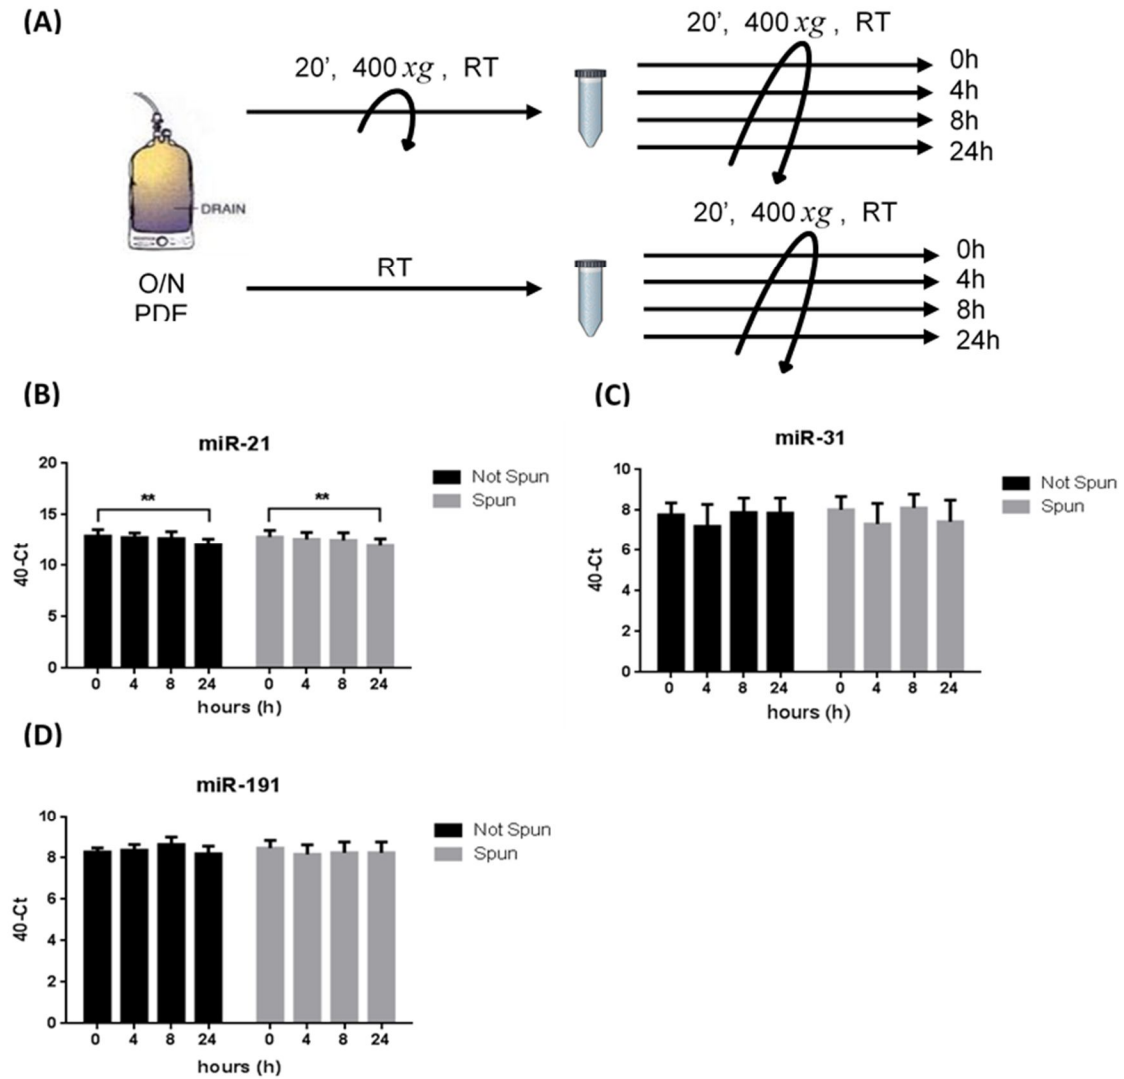 (A)
20', 400 xg, RT
20', 400 xg, RT
0h
4h
8h
24h
DRAIN
O/N
PDE
RT
20', 400 xg, RT
0h
4h
8h
24h
(B)
miR-21
20
15
10
5
0
40-Ct
**
**
Not Spun
Spun
0 4 8 24 0 4 8 24
hours (h)
(C)
miR-31
10
8
6
4
2
0
40-Ct
Not Spun
Spun
0 4 8 24 0 4 8 24
hours (h)
(D)
miR-191
10
8
6
4
2
0
40-Ct
Not Spun
Spun
0 4 8 24 0 4 8 24
hours (h)